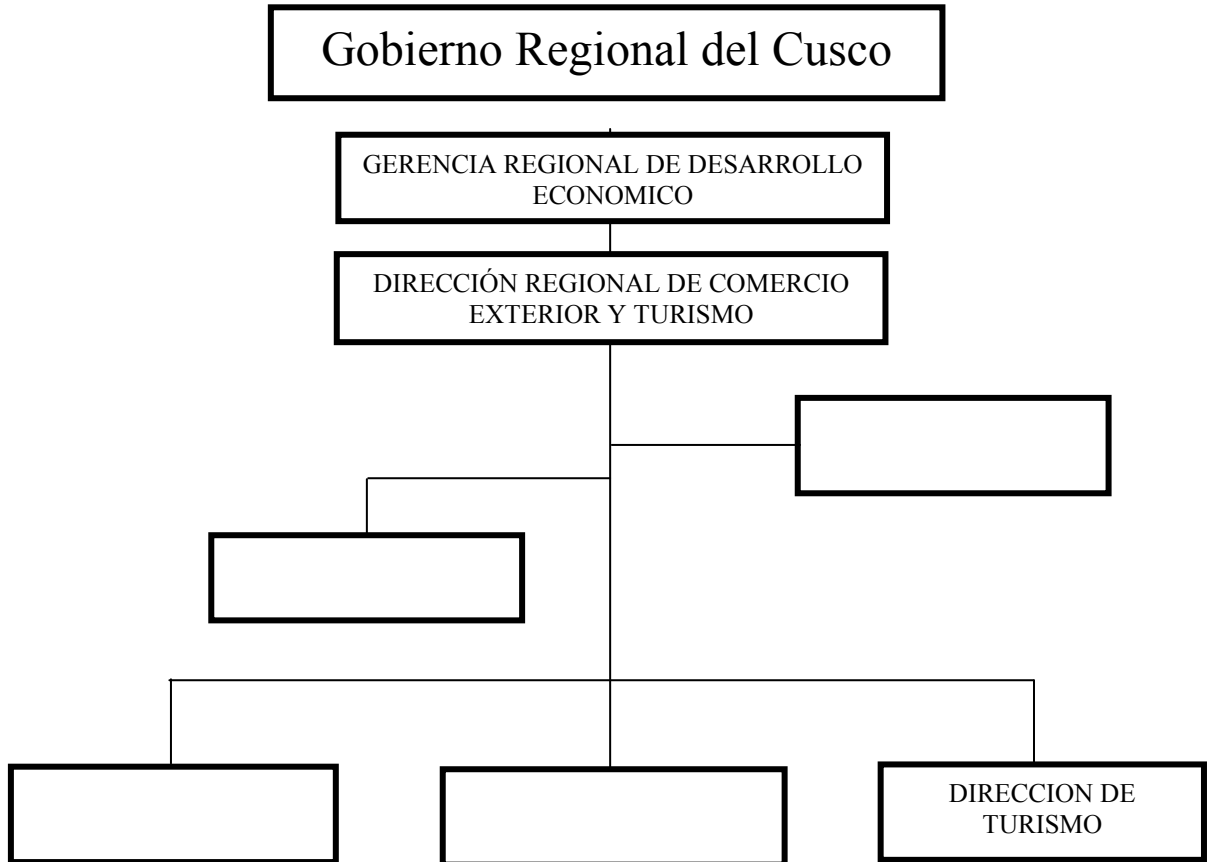 Gobierno Regional del Cusco
GERENCIA REGIONAL DE DESARROLLO
ECONOMICO
DIRECCIÓN REGIONAL DE COMERCIO
EXTERIOR Y TURISMO
DIRECCION DE
TURISMO